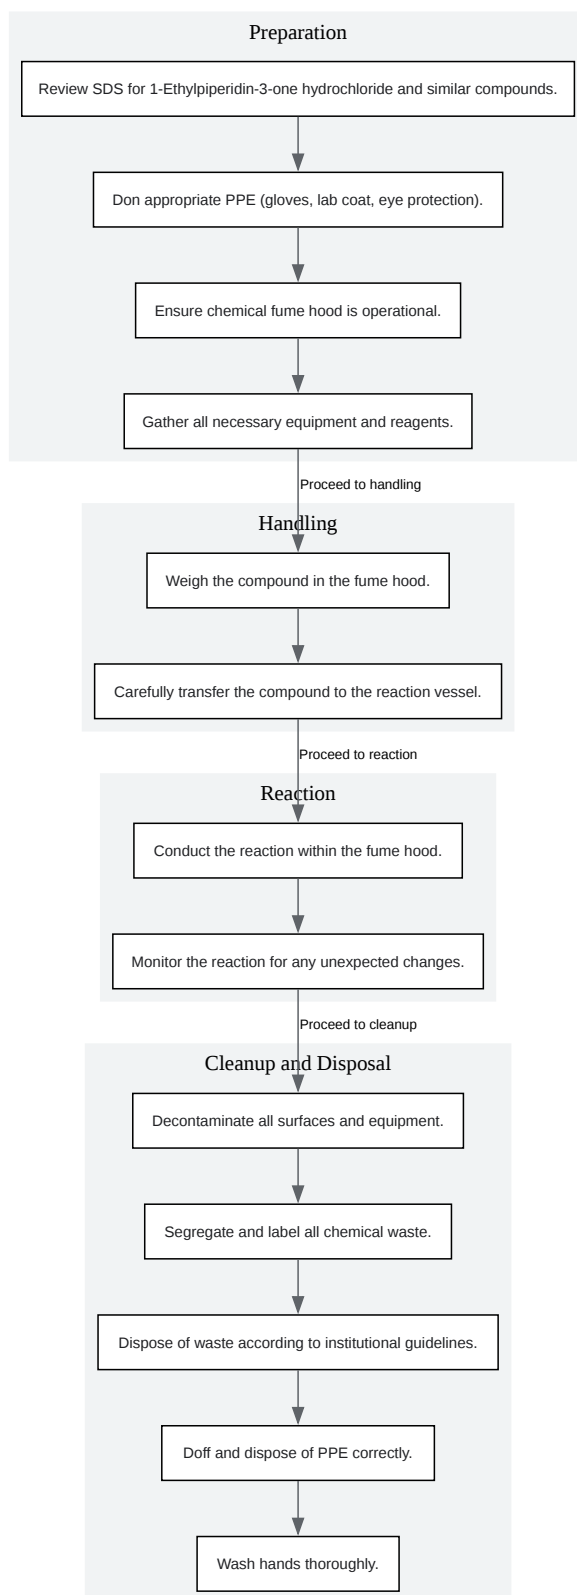 Preparation
Review SDS for 1-Ethylpiperidin-3-one hydrochloride and similar compounds.
Don appropriate PPE (gloves, lab coat, eye protection).
Ensure chemical fume hood is operational.
Gather all necessary equipment and reagents.
Proceed to handling
Handling
Weigh the compound in the fume hood.
Carefully transfer the compound to the reaction vessel.
Proceed to reaction
Reaction
Conduct the reaction within the fume hood.
Monitor the reaction for any unexpected changes.
Proceed to cleanup
Cleanup and Disposal
Decontaminate all surfaces and equipment.
Segregate and label all chemical waste.
Dispose of waste according to institutional guidelines.
Doff and dispose of PPE correctly.
Wash hands thoroughly.